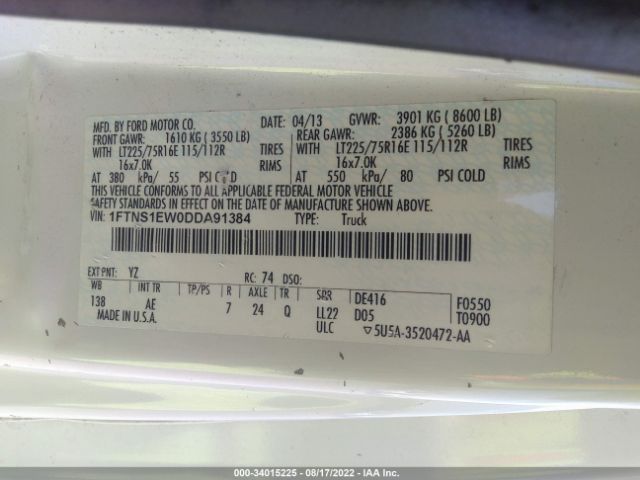 MFD. BY FORD MOTOR CO. DATE: 04/13 GVWR: 3901 KG ( 8600 LB)
FRONT GAWR: 1610 KG ( 3550 LB) REAR GAWR: 2386 KG ( 5260 LB)
WITH LT225/75R16E 115/112R TIRES WITH LT225/75R16E 115/112R TIRES
16x7.0K RIMS 16x7.0K RIMS
AT 380 kPa/ 55 PSI COLD AT 550 kPa/ 80 PSI COLD
THIS VEHICLE CONFORMS TO ALL APPLICABLE FEDERAL MOTOR VEHICLE
SAFETY STANDARDS IN EFFECT ON THE DATE OF MANUFACTURE SHOWN ABOVE.
VIN: 1FTNS1EW0DDA91384 TYPE: Truck
EXT PNT: YZ RC: 74 DSO:
WB INT TR TP/PS R AXLE TR SPR DE416 F0550
138 AE 7 24 Q LL22 D05 T0900
MADE IN U.S.A. ULC ▽5U5A-3520472-AA
000-34015225 - 08/17/2022 - IAAI.com